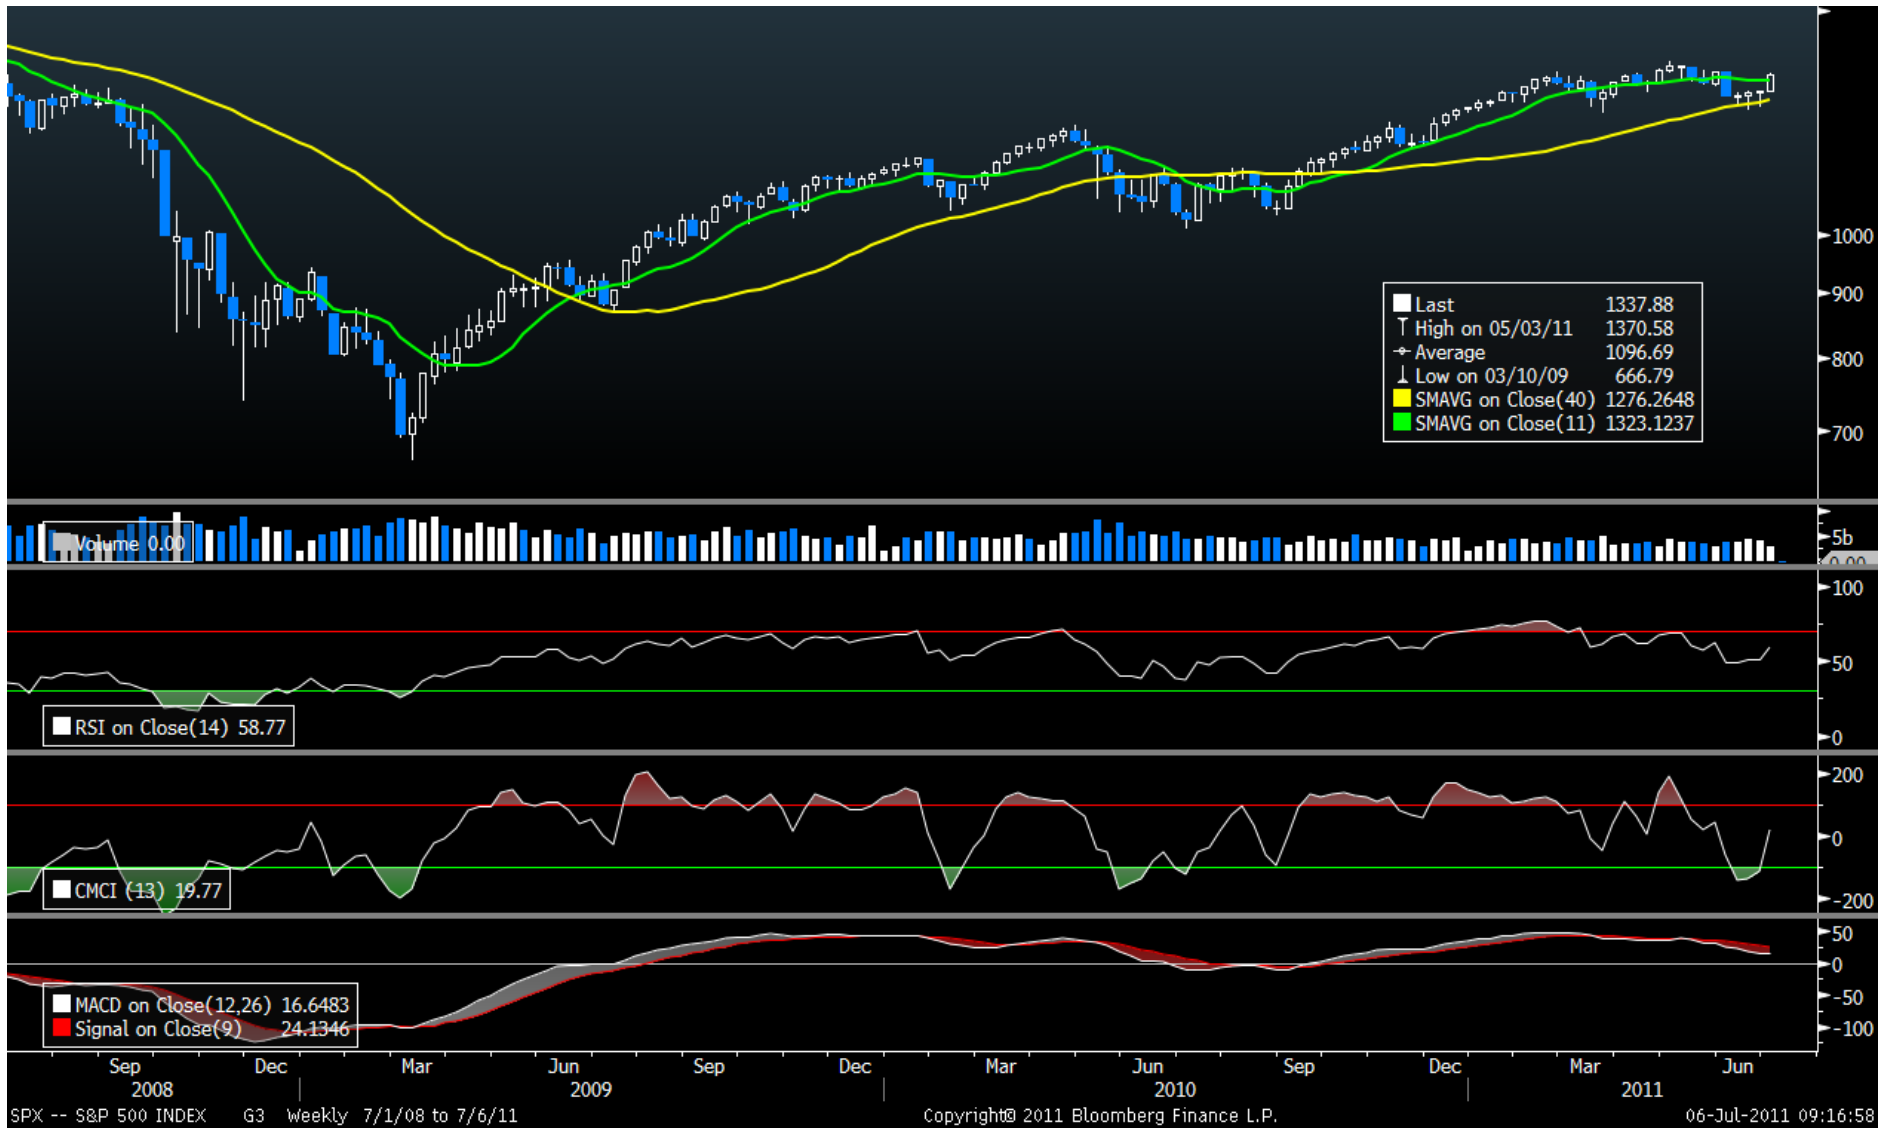 1000
900
800
700
Last 1337.88
High on 05/03/11 1370.58
Average 1096.69
Low on 03/10/09 666.79
SMAVG on Close(40) 1276.2648
SMAVG on Close(11) 1323.1237
Volume 0.00
5b
0.00
100
50
0
RSI on Close(14) 58.77
200
0
-200
CMCI (13) 19.77
50
0
-50
-100
MACD on Close(12,26) 16.6483
Signal on Close(9) 24.1346
Sep Dec Mar Jun Sep Dec Mar Jun Sep Dec Mar Jun
2008 2009 2010 2011
SPX -- S&P 500 INDEX G3 Weekly 7/1/08 to 7/6/11 Copyright© 2011 Bloomberg Finance L.P. 06-Jul-2011 09:16:58